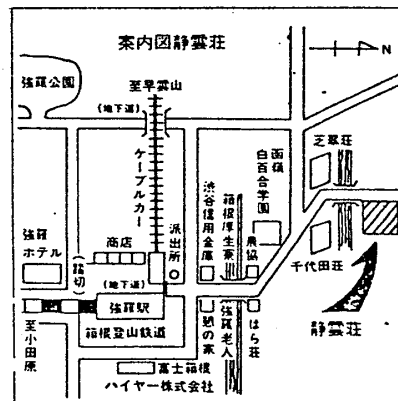 案内図静雲荘
N
強羅公園
至早雲山
(地下道)
ケーブルカー
芝翠荘
函嶺
白百合学園
箱根厚生寮
渋谷信用金庫
農協
派出所
商店
強羅
ホテル
(踏切)
(地下道)
強羅駅
千代田荘
静雲荘
至小田原
箱根登山鉄道
強羅老人
憩の家
はら荘
富士箱根
ハイヤー株式会社